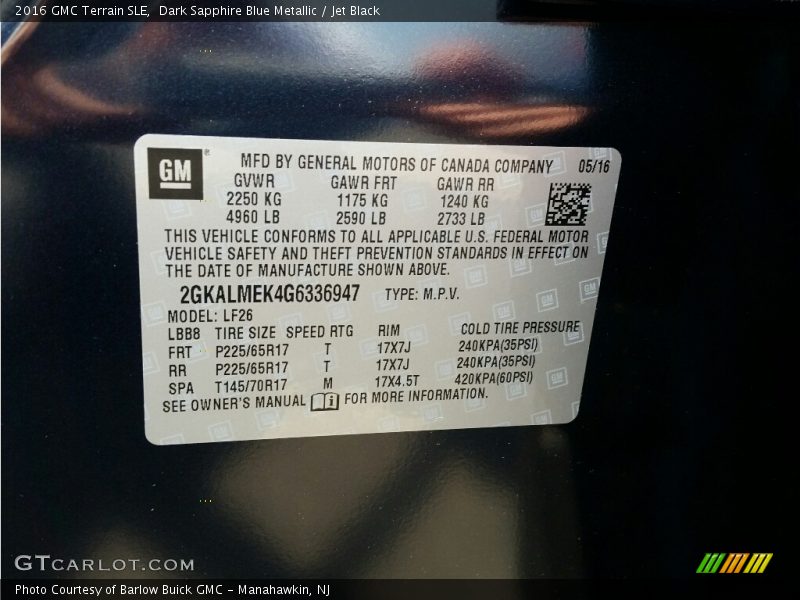 2016 GMC Terrain SLE, Dark Sapphire Blue Metallic / Jet Black
GM ® MFD BY GENERAL MOTORS OF CANADA COMPANY 05/16
GVWR GAWR FRT GAWR RR
2250 KG 1175 KG 1240 KG
4960 LB 2590 LB 2733 LB
THIS VEHICLE CONFORMS TO ALL APPLICABLE U.S. FEDERAL MOTOR
VEHICLE SAFETY AND THEFT PREVENTION STANDARDS IN EFFECT ON
THE DATE OF MANUFACTURE SHOWN ABOVE.
2GKALMEK4G6336947 TYPE: M.P.V.
MODEL: LF26
LBB8 TIRE SIZE SPEED RTG RIM COLD TIRE PRESSURE
FRT P225/65R17 T 17X7J 240KPA(35PSI)
RR P225/65R17 T 17X7J 240KPA(35PSI)
SPA T145/70R17 M 17X4.5T 420KPA(60PSI)
SEE OWNER'S MANUAL i FOR MORE INFORMATION.
GTCARLOT.COM
Photo Courtesy of Barlow Buick GMC - Manahawkin, NJ